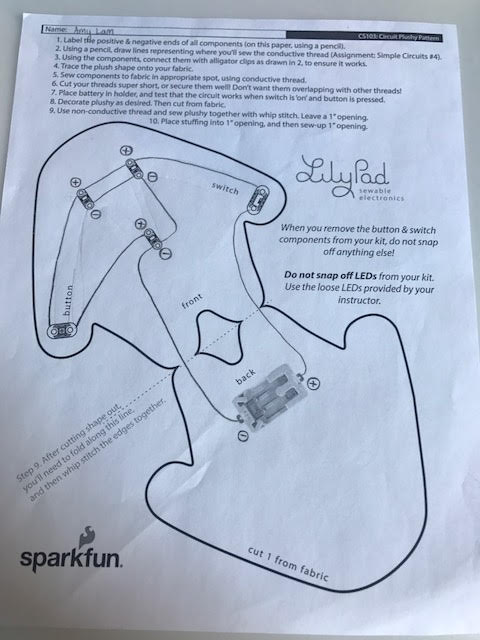 Name: Amy Lam
CS103: Circuit Plushy Pattern
1. Label the positive & negative ends of all components (on this paper, using a pencil).
2. Using a pencil, draw lines representing where you'll sew the conductive thread (Assignment: Simple Circuits #4).
3. Using the components, connect them with alligator clips as drawn in 2, to ensure it works.
4. Trace the plush shape onto your fabric.
5. Sew components to fabric in appropriate spot, using conductive thread.
6. Cut your threads super short, or secure them well! Don't want them overlapping with other threads!
7. Place battery in holder, and test that the circuit works when switch is 'on' and button is pressed.
8. Decorate plushy as desired. Then cut from fabric.
9. Use non-conductive thread and sew plushy together with whip stitch. Leave a 1" opening.
10. Place stuffing into 1" opening, and then sew-up 1" opening.
LilyPad
sewable
electronics
When you remove the button & switch
components from your kit, do not snap
off anything else!
Do not snap off LEDs from your kit.
Use the loose LEDs provided by your
instructor.
+
-
switch
+
-
+
-
button
front
back
+
-
Step 9. After cutting shape out,
you'll need to fold along this line,
and then whip stitch the edges together.
cut 1 from fabric
sparkfun.